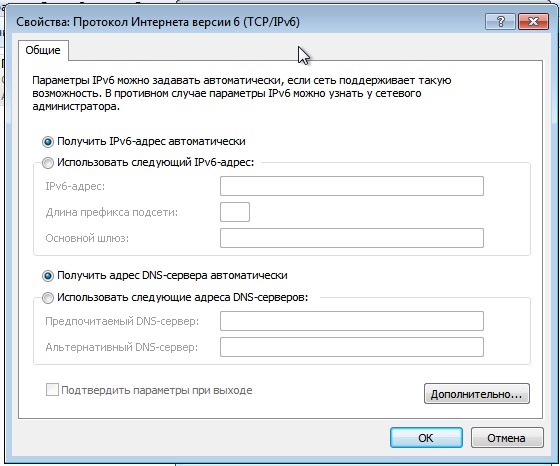 Свойства: Протокол Интернета версии 6 (TCP/IPv6)
Общие
Параметры IPv6 можно задавать автоматически, если сеть поддерживает такую
возможность. В противном случае параметры IPv6 можно узнать у сетевого
администратора.
Получить IPv6-адрес автоматически
Использовать следующий IPv6-адрес:
IPv6-адрес:
Длина префикса подсети:
Основной шлюз:
Получить адрес DNS-сервера автоматически
Использовать следующие адреса DNS-серверов:
Предпочитаемый DNS-сервер:
Альтернативный DNS-сервер:
Подтвердить параметры при выходе
Дополнительно...
ОК
Отмена